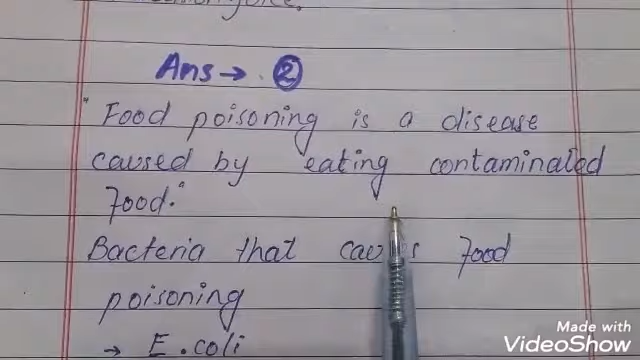 Ans → ②
"Food poisoning is a disease
caused by eating contaminated
food."
Bacteria that food
poisoning
→ E.coli
Made with
VideoShow